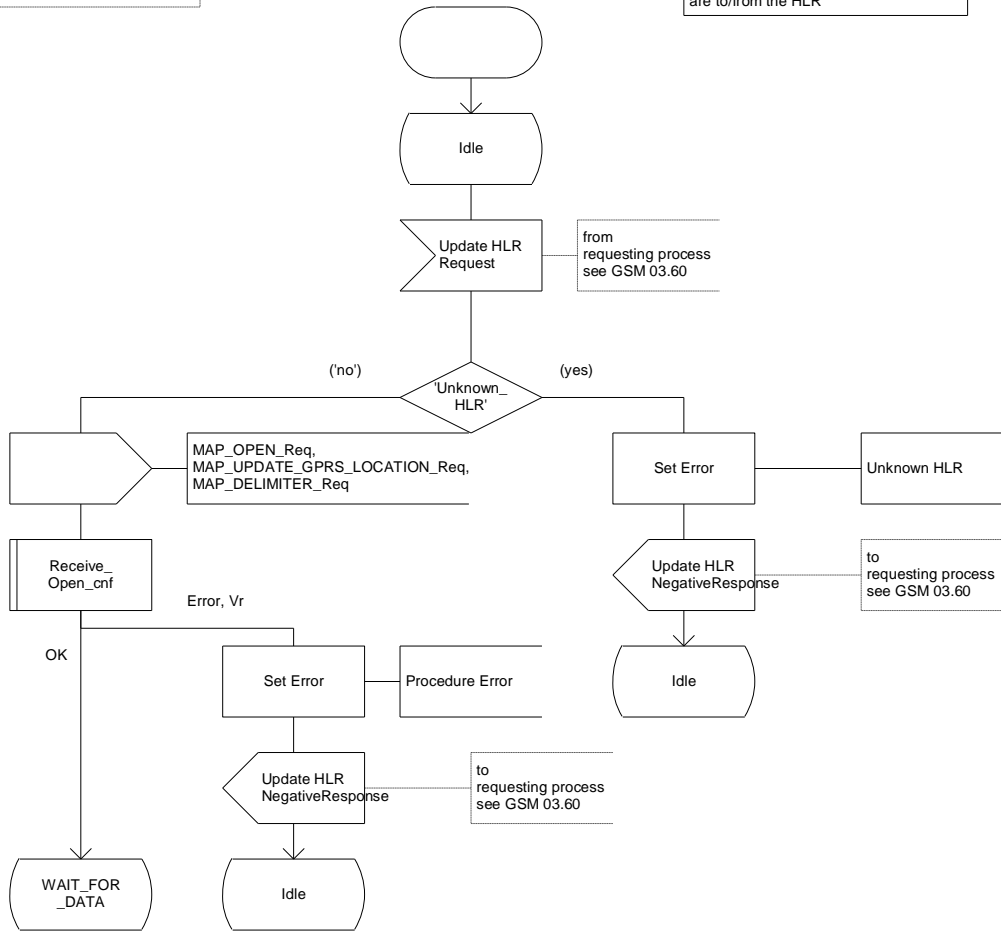 are to/from the HLR
Idle
Update HLR
Request
from
requesting process
see GSM 03.60
('no')
'Unknown_
HLR'
(yes)
MAP_OPEN_Req,
MAP_UPDATE_GPRS_LOCATION_Req,
MAP_DELIMITER_Req
Set Error
Unknown HLR
Receive_
Open_cnf
Update HLR
NegativeResponse
to
requesting process
see GSM 03.60
Error, Vr
OK
Set Error
Procedure Error
Idle
Update HLR
NegativeResponse
to
requesting process
see GSM 03.60
WAIT_FOR
_DATA
Idle